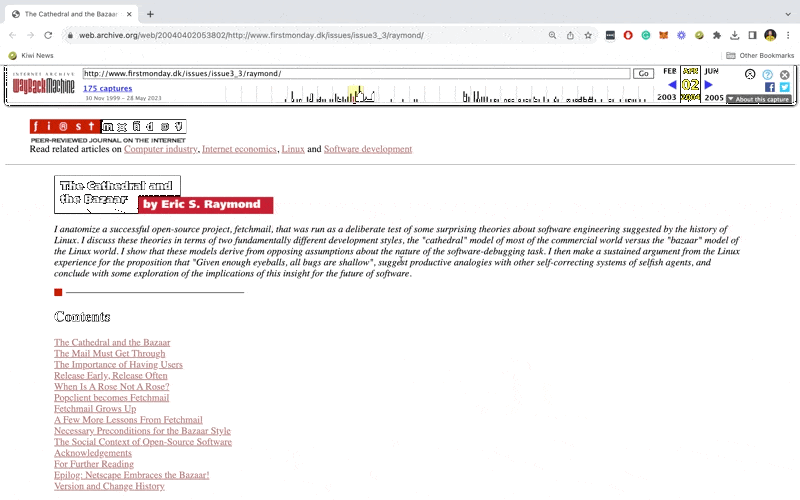 The Cathedral and the Bazaar
web.archive.org/web/20040402053802/http://www.firstmonday.dk/issues/issue3_3/raymond/
Kiwi News
Other Bookmarks
INTERNET ARCHIVE
WayBackMachine
http://www.firstmonday.dk/issues/issue3_3/raymond/
Go
FEB APR JUN
175 captures
02
30 Nov 1999 – 28 May 2023
2003 2004 2005
About this capture
first monday
PEER-REVIEWED JOURNAL ON THE INTERNET
Read related articles on Computer industry, Internet economics, Linux and Software development
The Cathedral and
the Bazaar
by Eric S. Raymond
I anatomize a successful open-source project, fetchmail, that was run as a deliberate test of some surprising theories about software engineering suggested by the history of
Linux. I discuss these theories in terms of two fundamentally different development styles, the "cathedral" model of most of the commercial world versus the "bazaar" model of
the Linux world. I show that these models derive from opposing assumptions about the nature of the software-debugging task. I then make a sustained argument from the Linux
experience for the proposition that "Given enough eyeballs, all bugs are shallow", suggest productive analogies with other self-correcting systems of selfish agents, and
conclude with some exploration of the implications of this insight for the future of software.
Contents
The Cathedral and the Bazaar
The Mail Must Get Through
The Importance of Having Users
Release Early, Release Often
When Is A Rose Not A Rose?
Popclient becomes Fetchmail
Fetchmail Grows Up
A Few More Lessons From Fetchmail
Necessary Preconditions for the Bazaar Style
The Social Context of Open-Source Software
Acknowledgements
For Further Reading
Epilog: Netscape Embraces the Bazaar!
Version and Change History